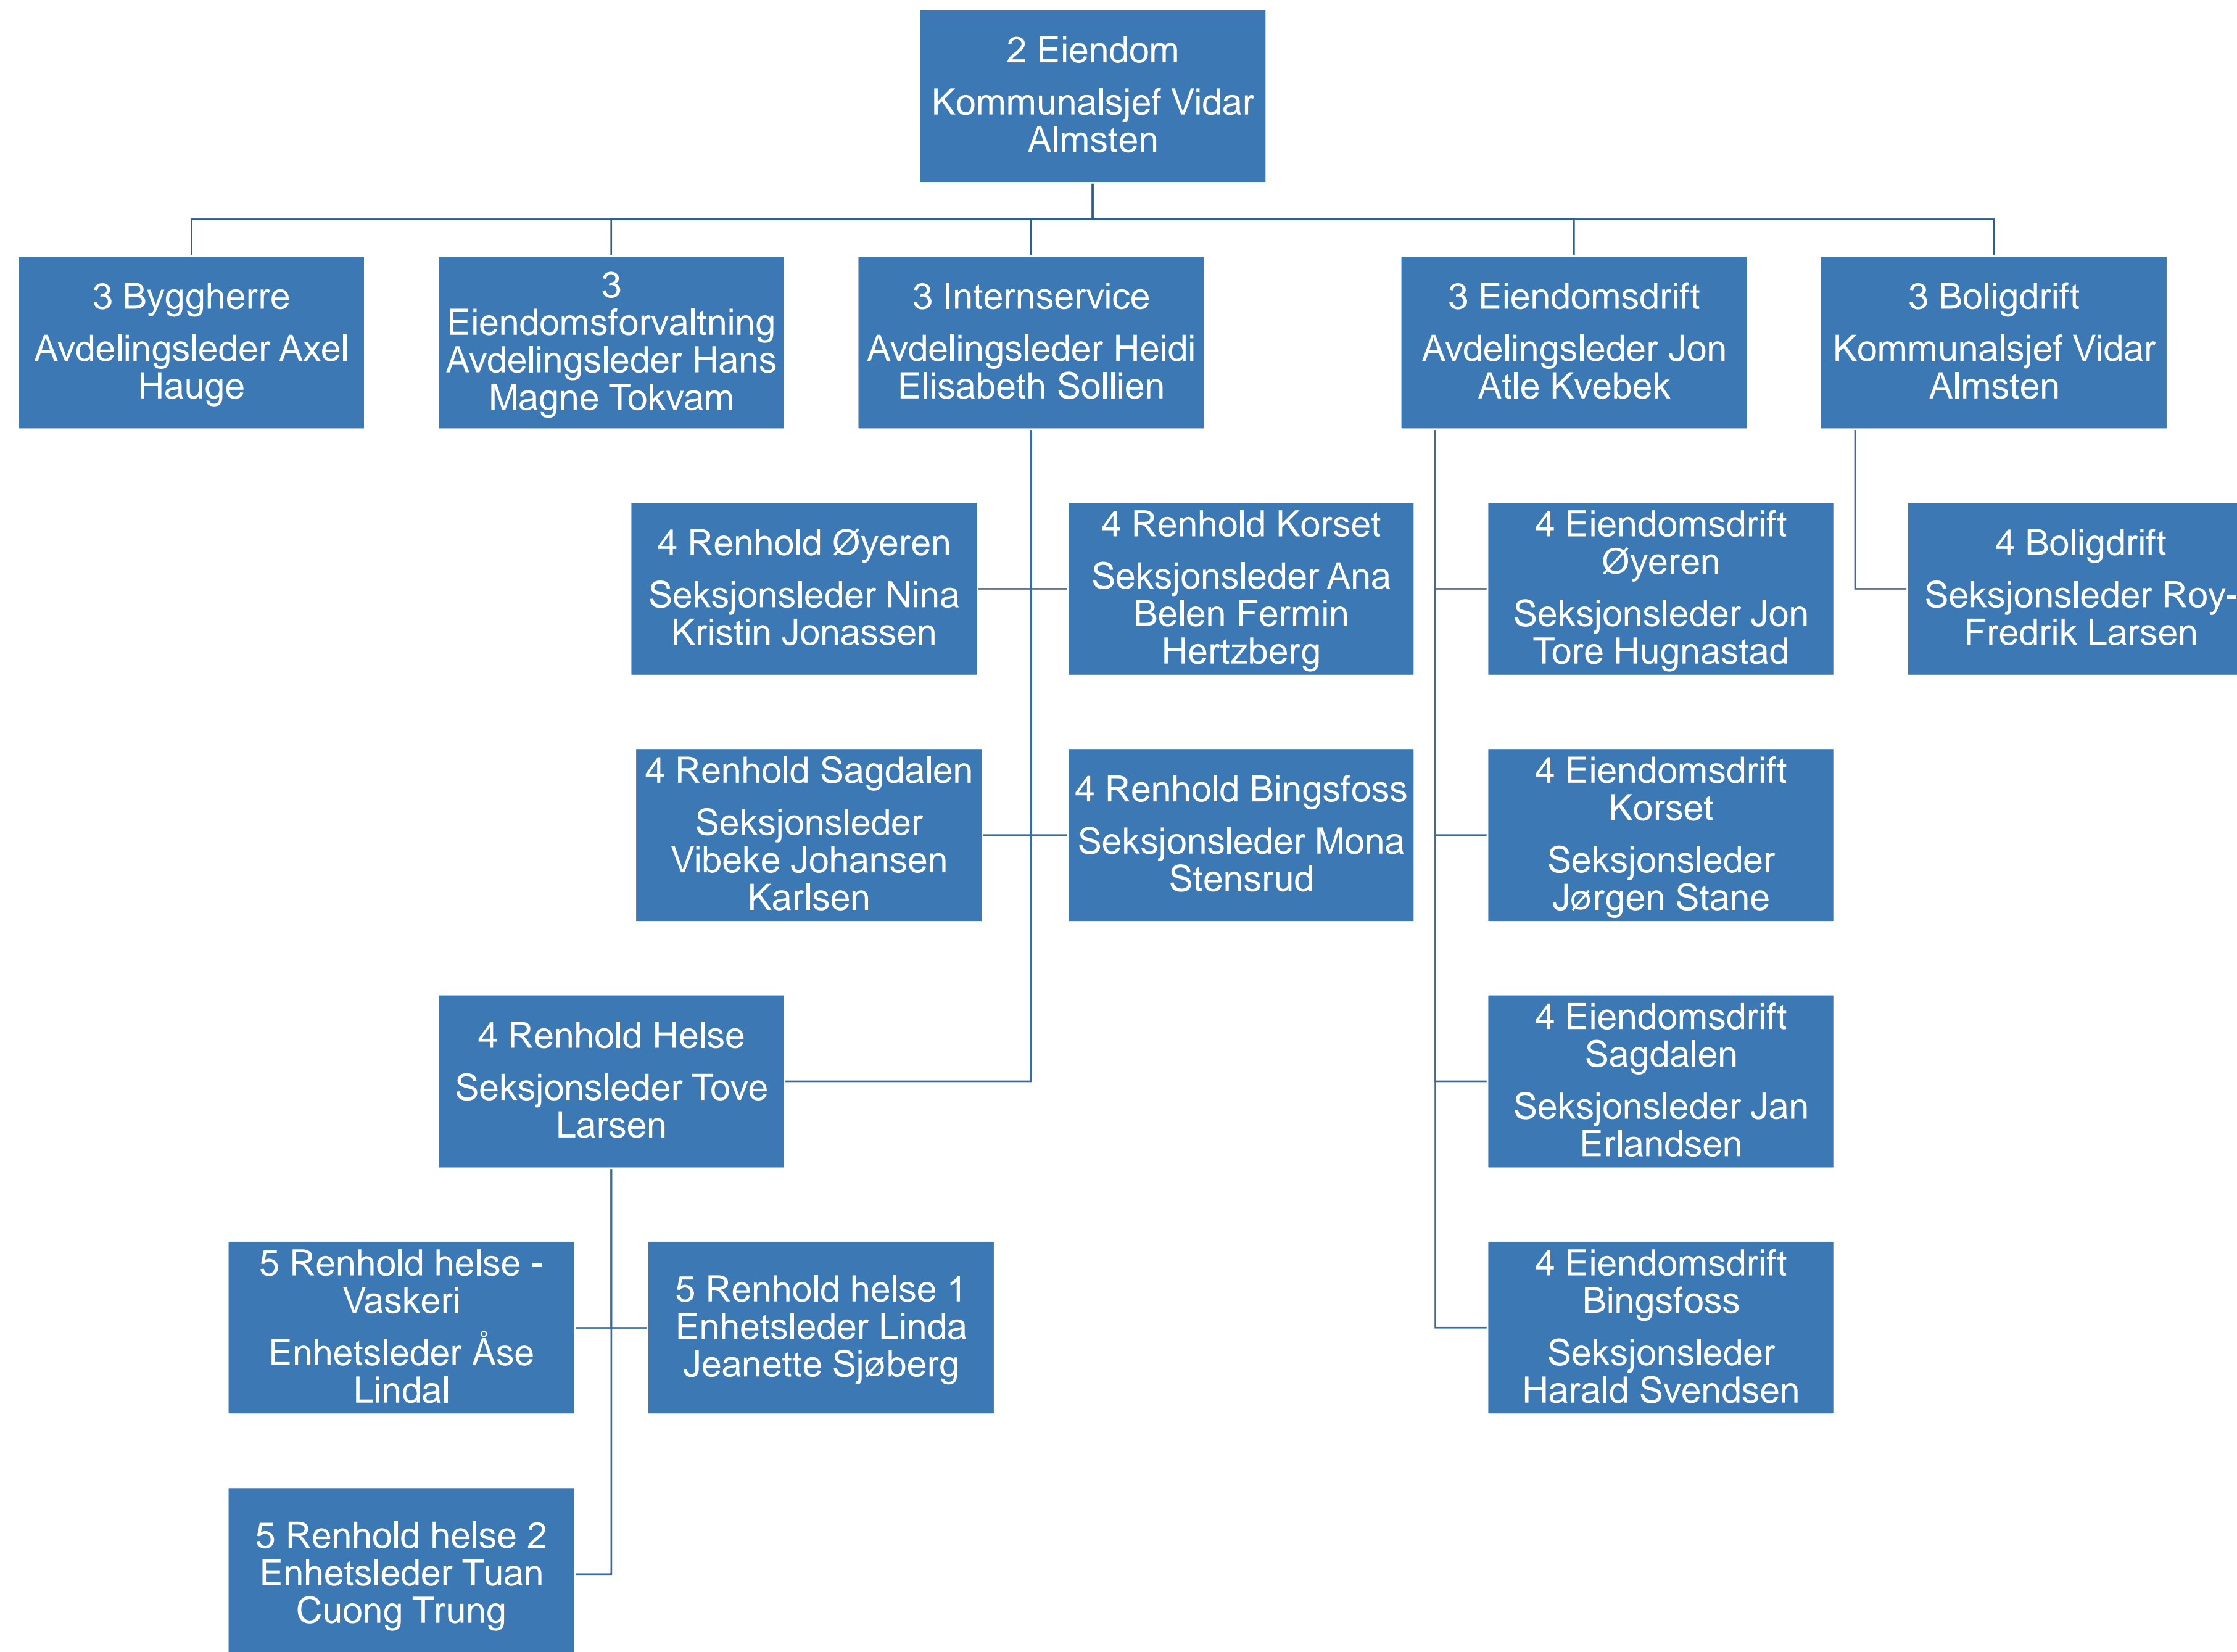 2 Eiendom
Kommunalsjef Vidar
Almsten
3 Byggherre
Avdelingsleder Axel
Hauge
3
Eiendomsforvaltning
Avdelingsleder Hans
Magne Tokvam
3 Internservice
Avdelingsleder Heidi
Elisabeth Sollien
3 Eiendomsdrift
Avdelingsleder Jon
Atle Kvebek
3 Boligdrift
Kommunalsjef Vidar
Almsten
4 Renhold Øyeren
Seksjonsleder Nina
Kristin Jonassen
4 Renhold Korset
Seksjonsleder Ana
Belen Fermin
Hertzberg
4 Eiendomsdrift
Øyeren
Seksjonsleder Jon
Tore Hugnastad
4 Boligdrift
Seksjonsleder Roy-
Fredrik Larsen
4 Renhold Sagdalen
Seksjonsleder
Vibeke Johansen
Karlsen
4 Renhold Bingsfoss
Seksjonsleder Mona
Stensrud
4 Eiendomsdrift
Korset
Seksjonsleder
Jørgen Stane
4 Renhold Helse
Seksjonsleder Tove
Larsen
4 Eiendomsdrift
Sagdalen
Seksjonsleder Jan
Erlandsen
5 Renhold helse -
Vaskeri
Enhetsleder Åse
Lindal
5 Renhold helse 1
Enhetsleder Linda
Jeanette Sjøberg
4 Eiendomsdrift
Bingsfoss
Seksjonsleder
Harald Svendsen
5 Renhold helse 2
Enhetsleder Tuan
Cuong Trung